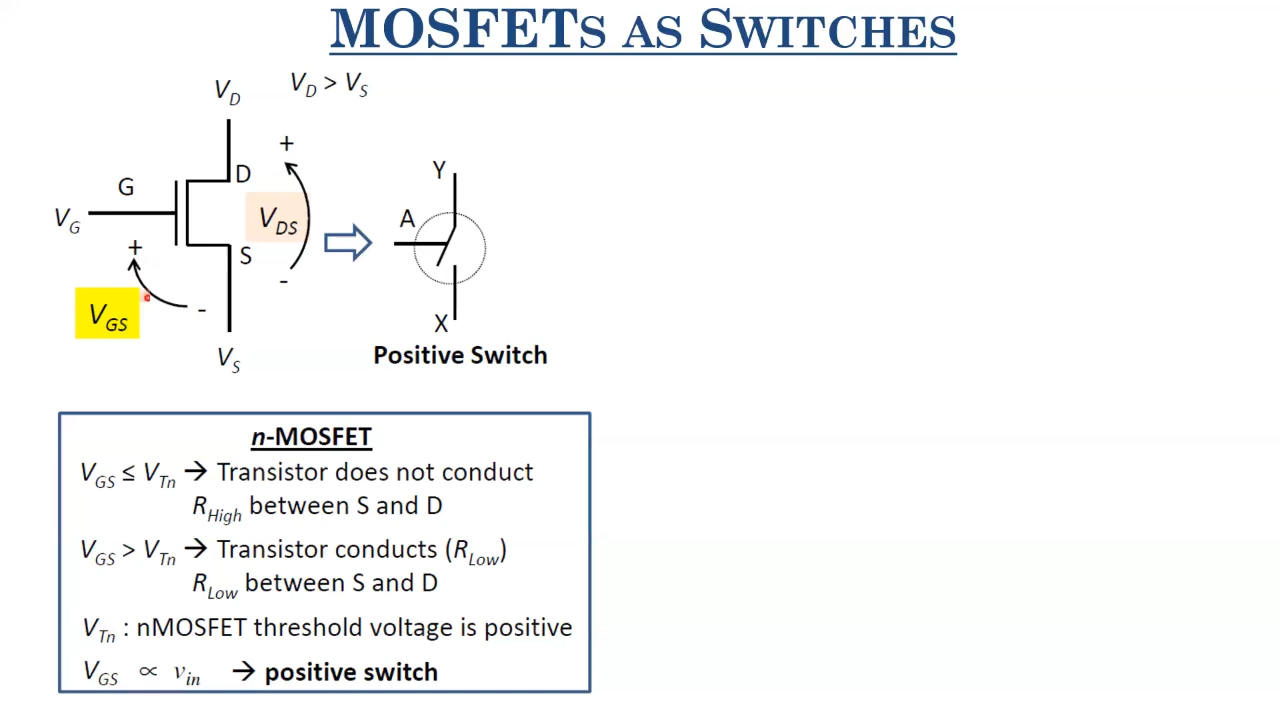 MOSFETS AS SWITCHES
V_D
V_D > V_S
+
D
G
V_G
V_DS
+
S
-
V_GS
-
V_S
Y
A
X
Positive Switch
n-MOSFET
V_GS ≤ V_Tn → Transistor does not conduct
R_High between S and D
V_GS > V_Tn → Transistor conducts (R_Low)
R_Low between S and D
V_Tn : nMOSFET threshold voltage is positive
V_GS ∝ v_in → positive switch